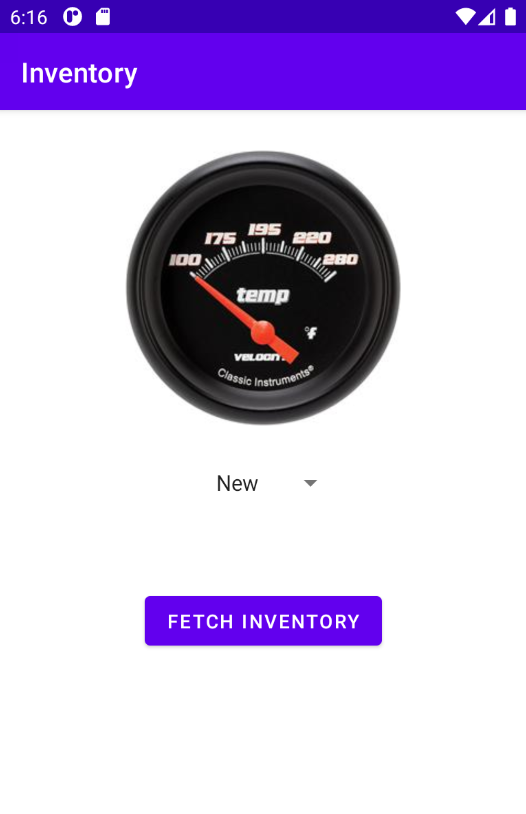 6:16
Inventory
195
175 220
100 280
temp
°F
Classic Instruments®
New
FETCH INVENTORY